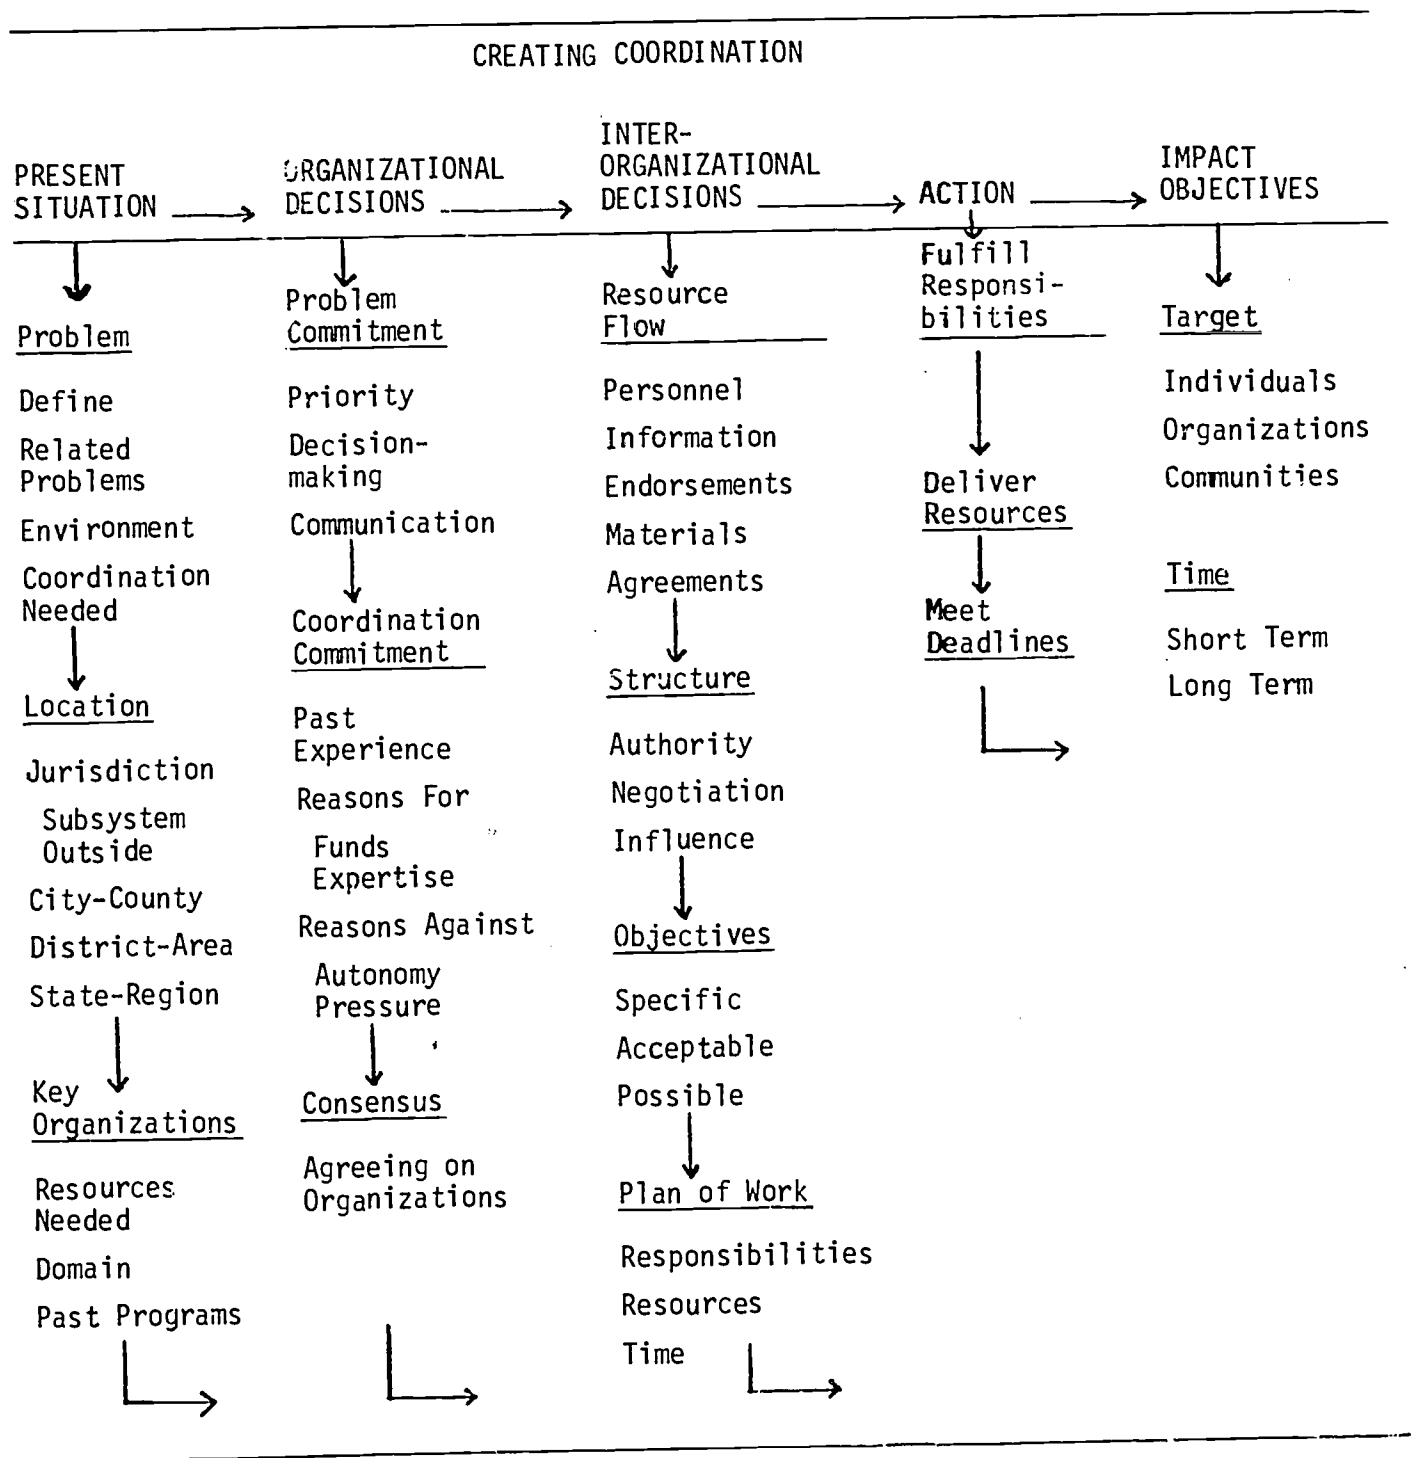 CREATING COORDINATION
PRESENT
SITUATION
ORGANIZATIONAL
DECISIONS
INTER-
ORGANIZATIONAL
DECISIONS
ACTION
IMPACT
OBJECTIVES
Problem
Define
Related
Problems
Environment
Coordination
Needed
Location
Jurisdiction
Subsystem
Outside
City-County
District-Area
State-Region
Key
Organizations
Resources
Needed
Domain
Past Programs
Problem
Commitment
Priority
Decision-
making
Communication
Coordination
Commitment
Past
Experience
Reasons For
Funds
Expertise
Reasons Against
Autonomy
Pressure
Consensus
Agreeing on
Organizations
Resource
Flow
Personnel
Information
Endorsements
Materials
Agreements
Structure
Authority
Negotiation
Influence
Objectives
Specific
Acceptable
Possible
Plan of Work
Responsibilities
Resources
Time
Fulfill
Responsi-
bilities
Deliver
Resources
Meet
Deadlines
Target
Individuals
Organizations
Communities
Time
Short Term
Long Term